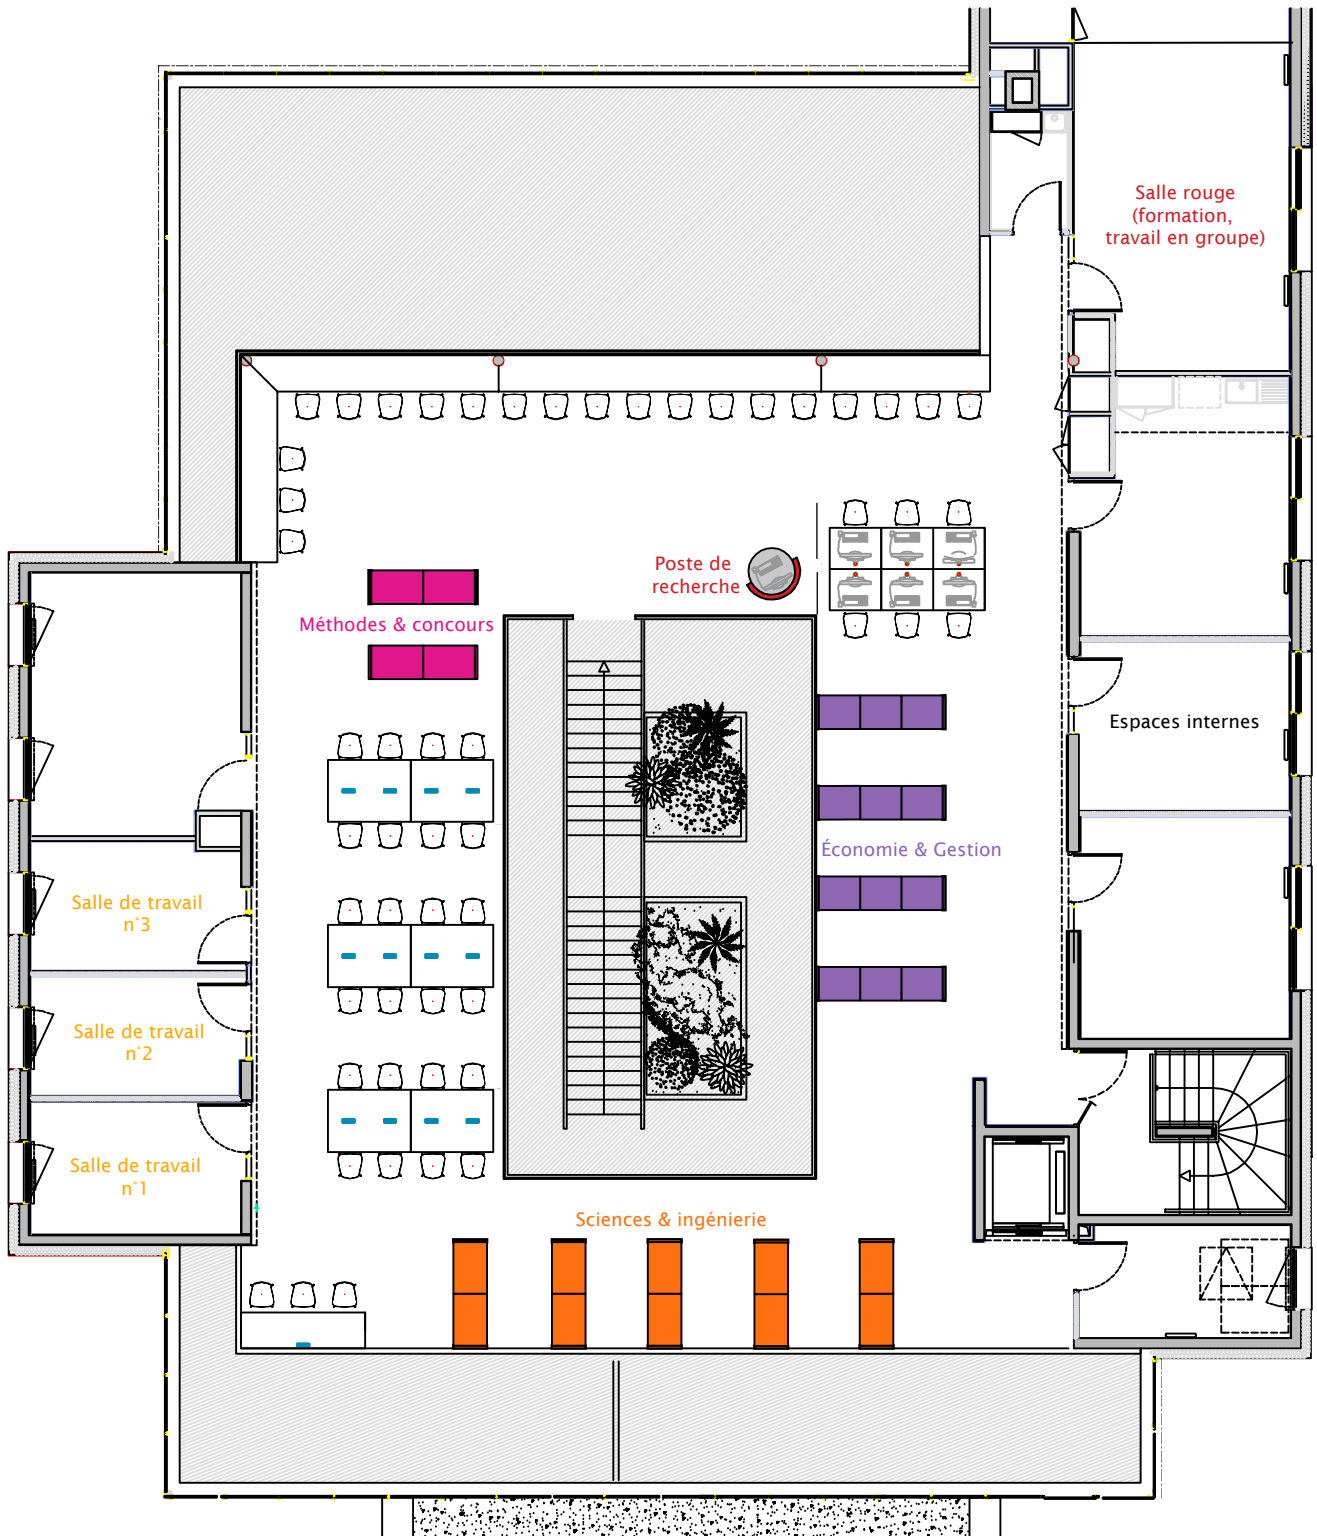 Salle rouge
(formation,
travail en groupe)
Poste de
recherche
Méthodes & concours
Espaces internes
Économie & Gestion
Salle de travail
n°3
Salle de travail
n°2
Salle de travail
n°1
Sciences & ingénierie